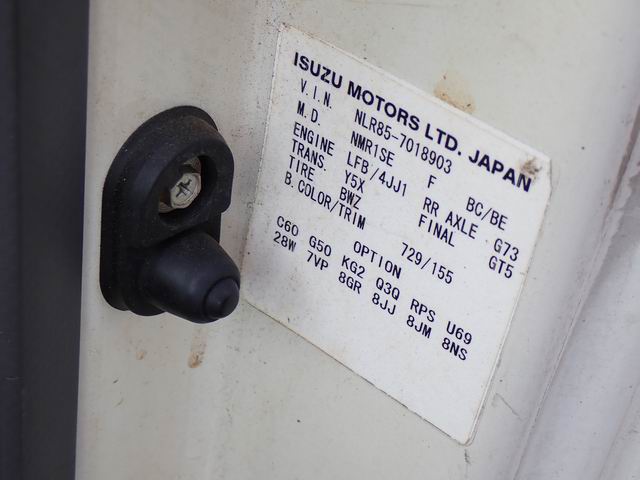 ISUZU MOTORS LTD. JAPAN
V.I.N. NLR85-7018903
M.D. NMR1SE F BC/BE
ENGINE LFB/4JJ1 RR AXLE G73
TRANS. Y5X FINAL GT5
TIRE BWZ
B.COLOR/TRIM 729/155
OPTION
C60 G50 KG2 Q3Q RPS U69
28W 7VP 8GR 8JJ 8JM 8NS